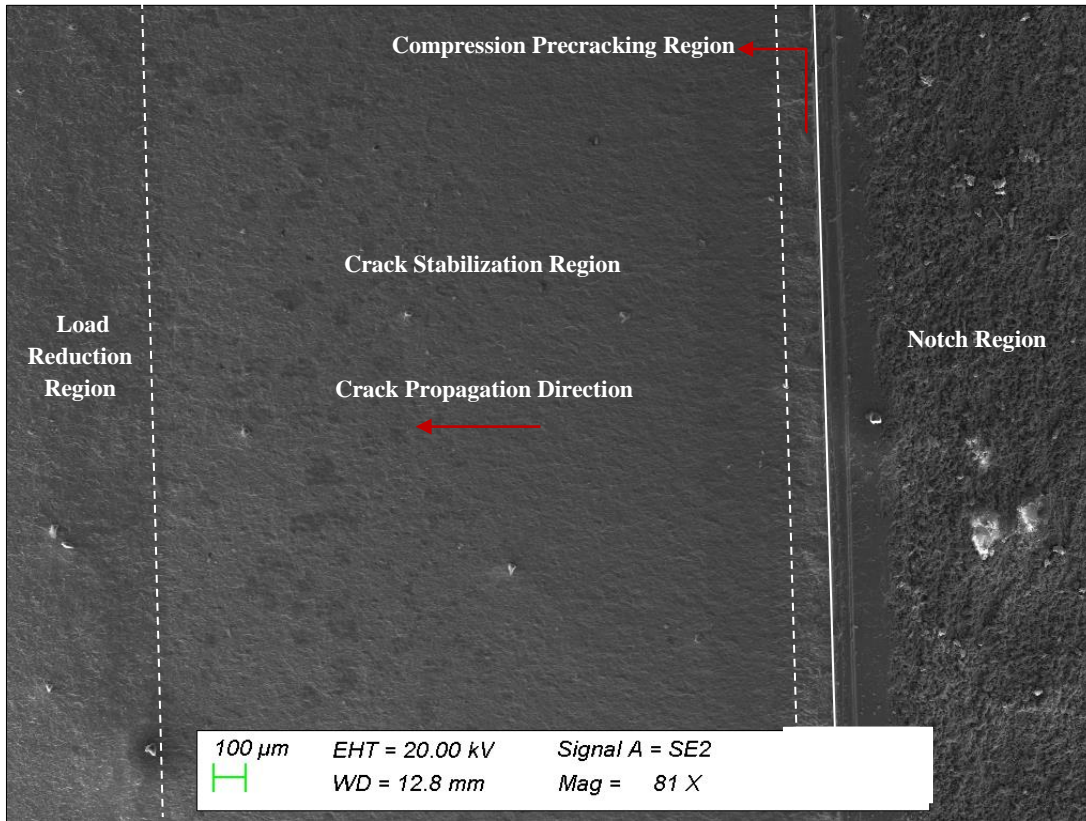 Compression Precracking Region
Crack Stabilization Region
Load
Reduction
Region
Notch Region
Crack Propagation Direction
100 µm EHT = 20.00 kV Signal A = SE2
WD = 12.8 mm Mag = 81 X